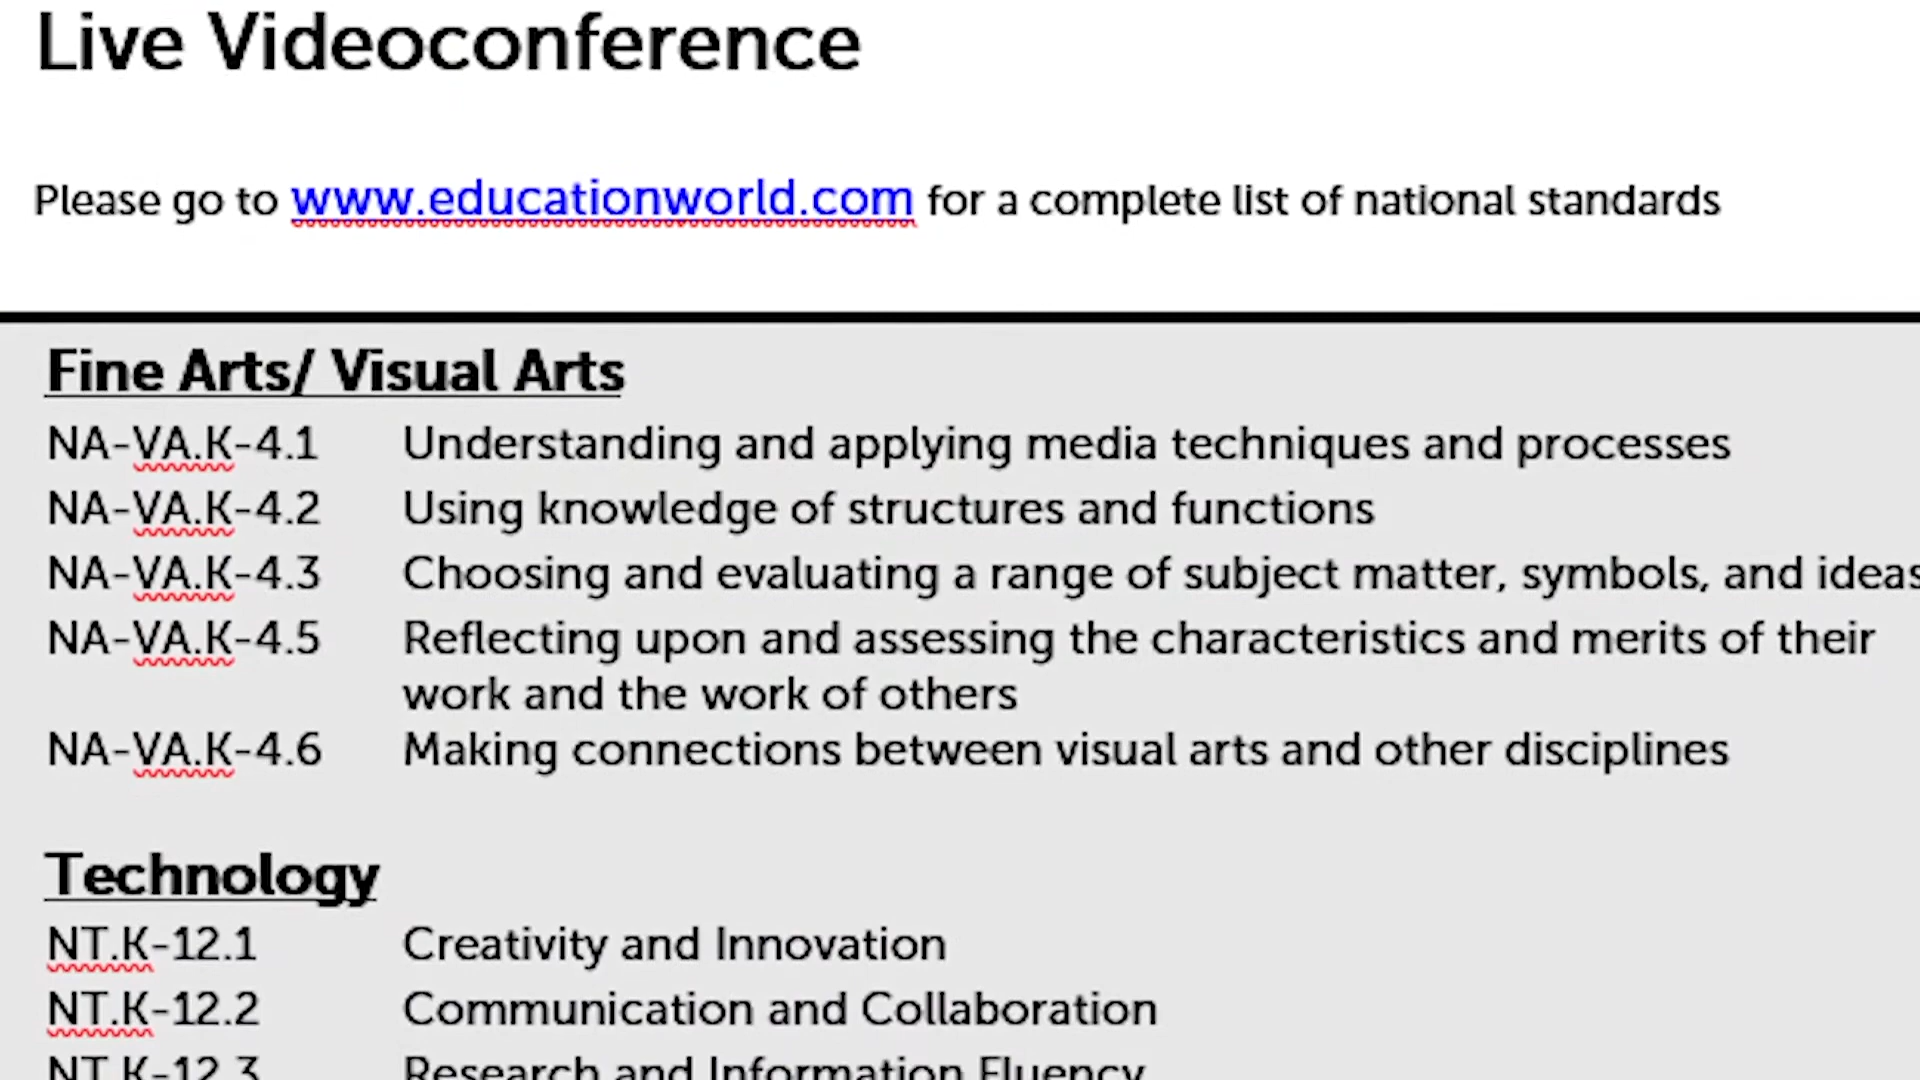 Live Videoconference
Please go to www.educationworld.com for a complete list of national standards
Fine Arts/ Visual Arts
NA-VA.K-4.1 Understanding and applying media techniques and processes
NA-VA.K-4.2 Using knowledge of structures and functions
NA-VA.K-4.3 Choosing and evaluating a range of subject matter, symbols, and ideas
NA-VA.K-4.5 Reflecting upon and assessing the characteristics and merits of their
work and the work of others
NA-VA.K-4.6 Making connections between visual arts and other disciplines
Technology
NT.K-12.1 Creativity and Innovation
NT.K-12.2 Communication and Collaboration
NT.K-12.3 Research and Information Fluency